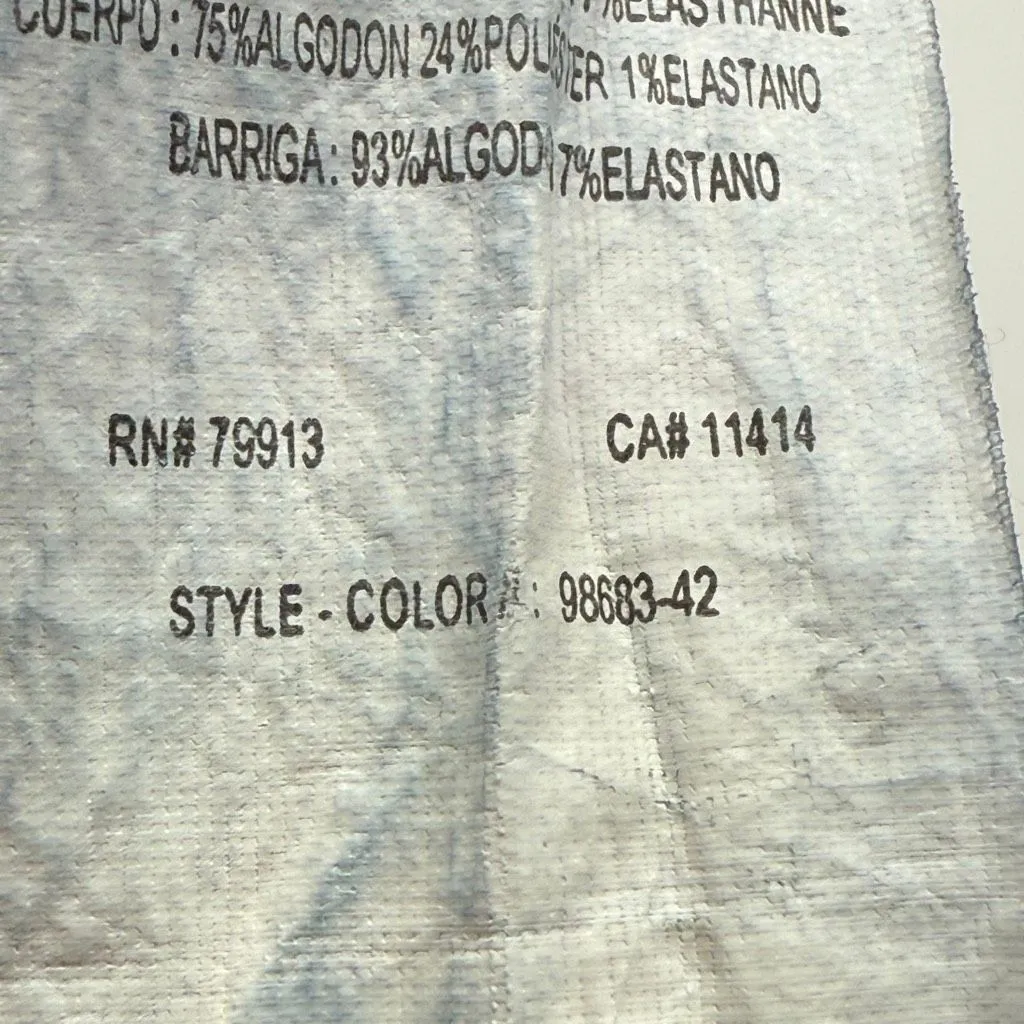 CUERPO : 75%ALGODON 24%POLIÉSTER 1%ELASTANO
BARRIGA : 93%ALGOD 7%ELASTANO
RN# 79913
CA# 11414
STYLE - COLOR # : 98683-42